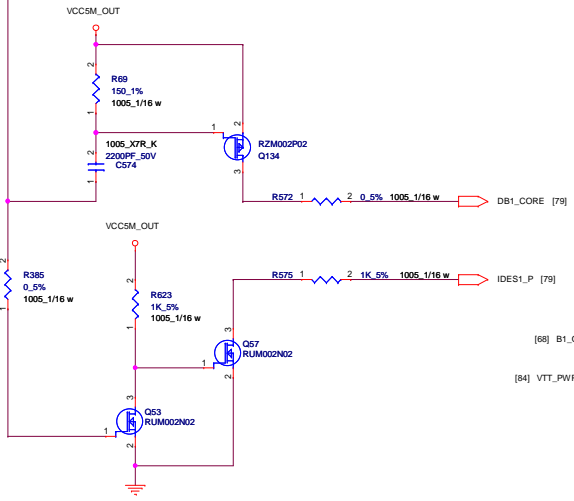 VCC5M_OUT
2
R69
150_1%
1005_1/16 w
1
1
2
1005_X7R_K
2200PF_50V
C574
2
1
RZM002P02
Q134
3
R572 1 2 0_5% 1005_1/16 w
DB1_CORE [79]
VCC5M_OUT
2
R385
0_5%
1005_1/16 w
1
R575 1 2 1K_5% 1005_1/16 w
IDES1_P [79]
2
R623
1K_5%
1005_1/16 w
1
3
Q57
RUM002N02
1
2
[68] B1_
[84] VTT_PW
3
Q53
RUM002N02
1
2